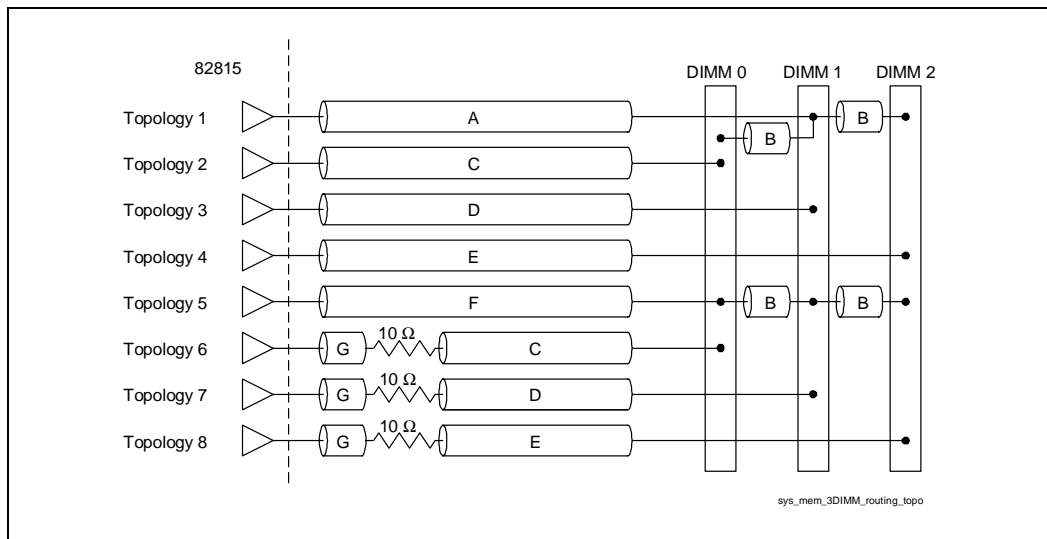 82815
DIMM 0 DIMM 1 DIMM 2
Topology 1 A B
B
Topology 2 C
Topology 3 D
Topology 4 E
Topology 5 F B B
10 Ω
Topology 6 G C
10 Ω
Topology 7 G D
10 Ω
Topology 8 G E
sys_mem_3DIMM_routing_topo